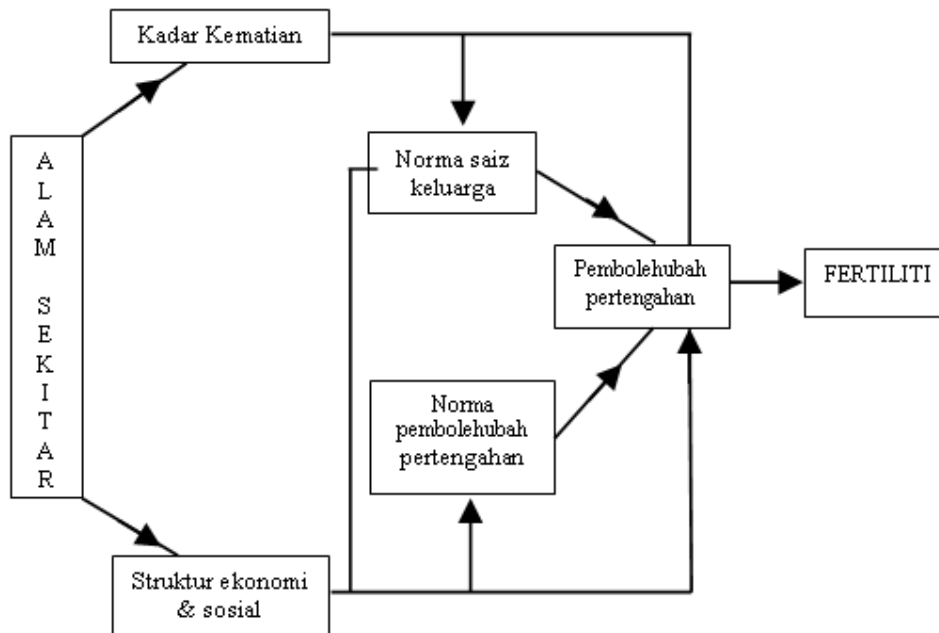 Kadar Kematian
A
L
A
M
S
E
K
I
T
A
R
Norma saiz
keluarga
Pembolehubah
pertengahan
FERTILITI
Norma
pembolehubah
pertengahan
Struktur ekonomi
& sosial